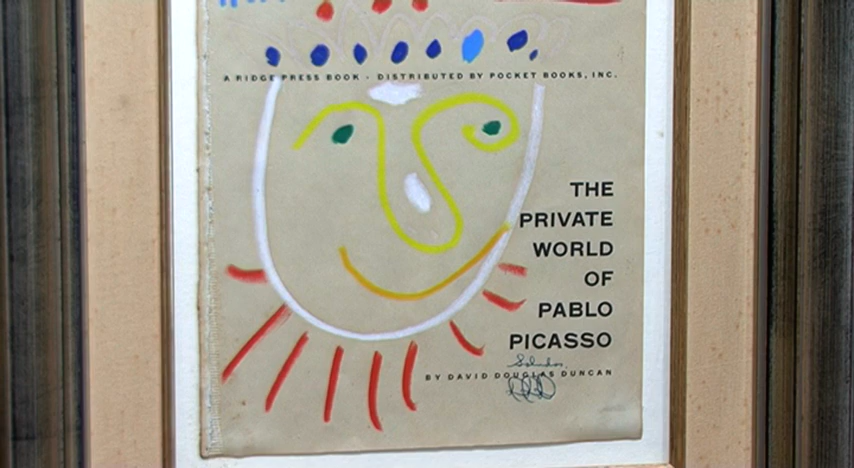 A RIDGE PRESS BOOK - DISTRIBUTED BY POCKET BOOKS, INC.
THE
PRIVATE
WORLD
OF
PABLO
PICASSO
BY DAVID DOUGLAS DUNCAN